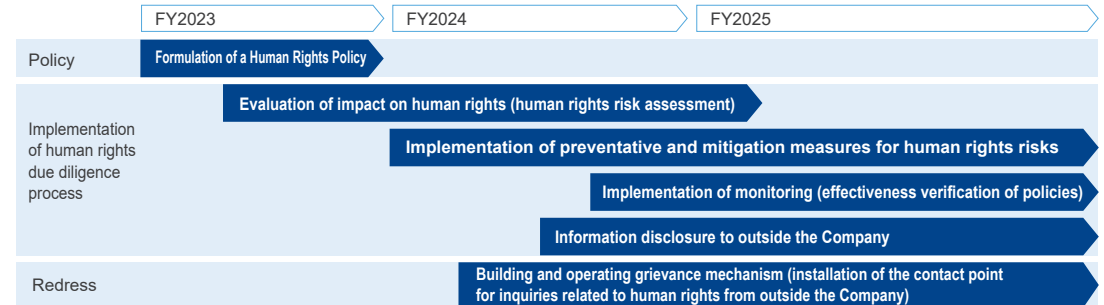 FY2023
FY2024
FY2025
Policy
Formulation of a Human Rights Policy
Implementation
of human rights
due diligence
process
Evaluation of impact on human rights (human rights risk assessment)
Implementation of preventative and mitigation measures for human rights risks
Implementation of monitoring (effectiveness verification of policies)
Information disclosure to outside the Company
Redress
Building and operating grievance mechanism (installation of the contact point
for inquiries related to human rights from outside the Company)